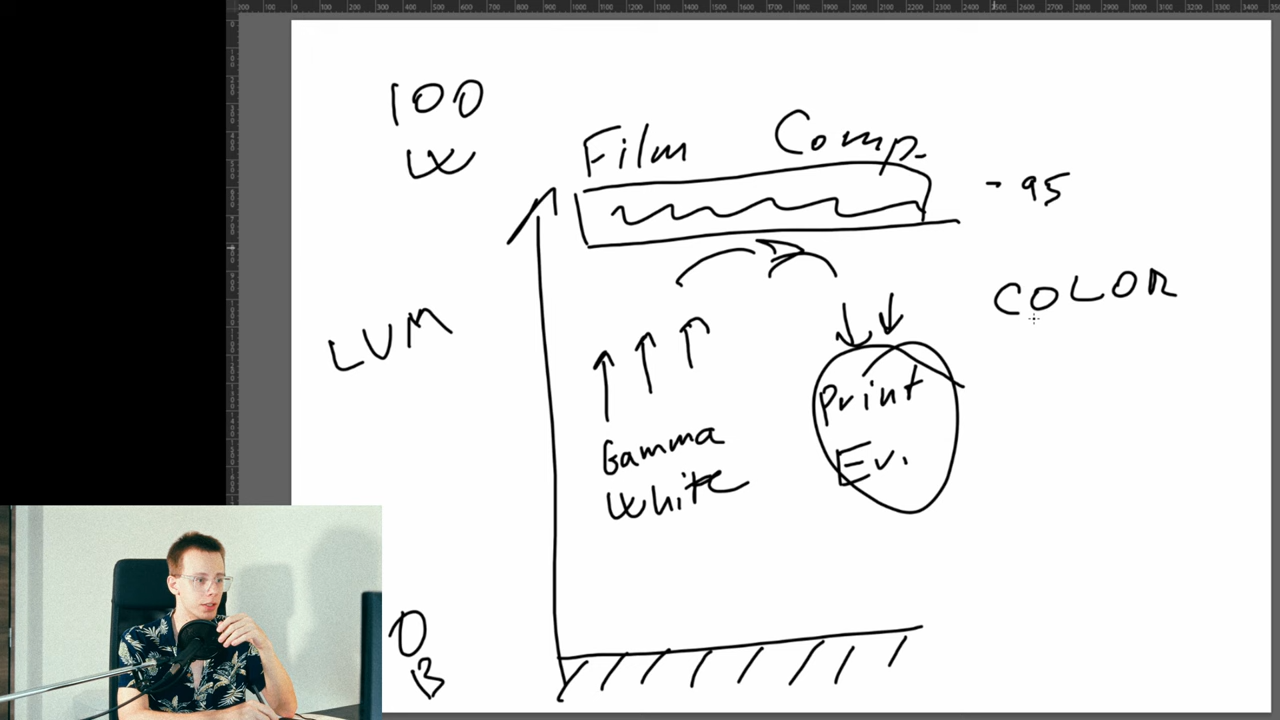 100
W
Film Comp.
- 95
COLOR
LUM
Print
Ev.
Gamma
White
0
B